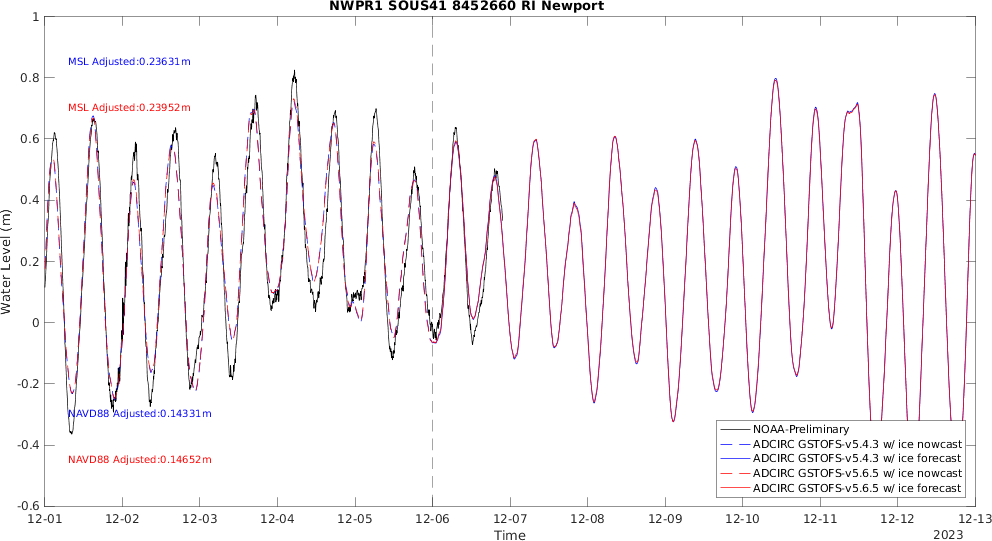 NWPR1 SOUS41 8452660 RI Newport
1
0.8
0.6
0.4
0.2
0
-0.2
-0.4
-0.6
Water Level (m)
MSL Adjusted:0.23631m
MSL Adjusted:0.23952m
NAVD88 Adjusted:0.14331m
NAVD88 Adjusted:0.14652m
NOAA-Preliminary
ADCIRC GSTOFS-v5.4.3 w/ ice nowcast
ADCIRC GSTOFS-v5.4.3 w/ ice forecast
ADCIRC GSTOFS-v5.6.5 w/ ice nowcast
ADCIRC GSTOFS-v5.6.5 w/ ice forecast
12-01 12-02 12-03 12-04 12-05 12-06 12-07 12-08 12-09 12-10 12-11 12-12 12-13
Time
2023